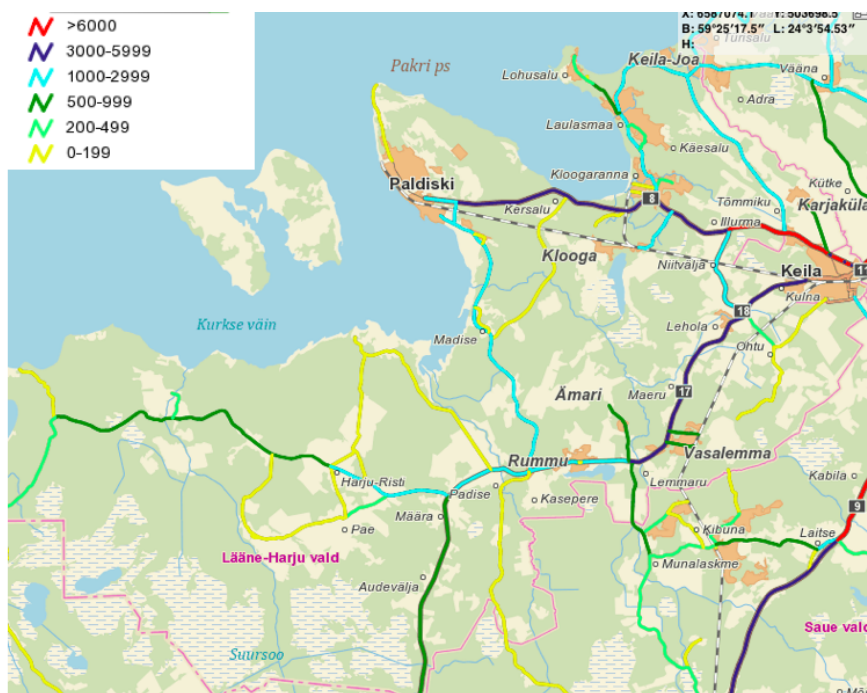 >6000
3000-5999
1000-2999
500-999
200-499
0-199
X: 6587074.1 Y: 503698.5
B: 59°25′17.5″ L: 24°3′54.53″
H:
Pakri ps
Lohusalu
Keila-Joa
Vääna
Adra
Laulasmaa
Käesalu
Kloogaranna
Paldiski
Kütke
Karjaküla
Tõmmiku
Kersalu
8
Illurma
Klooga
Niitvälja
Keila
11
Kulna
Kurkse väin
18
Lehola
Madise
Ohtu
Ämari
Maeru
17
Rummu
Vasalemma
Harju-Risti
Padise
Lemmaru
Kabila
Kasepere
9
Määra
Pae
Kibuna
Laitse
Lääne-Harju vald
Munalaskme
Audevälja
Saue vald
Suursoo